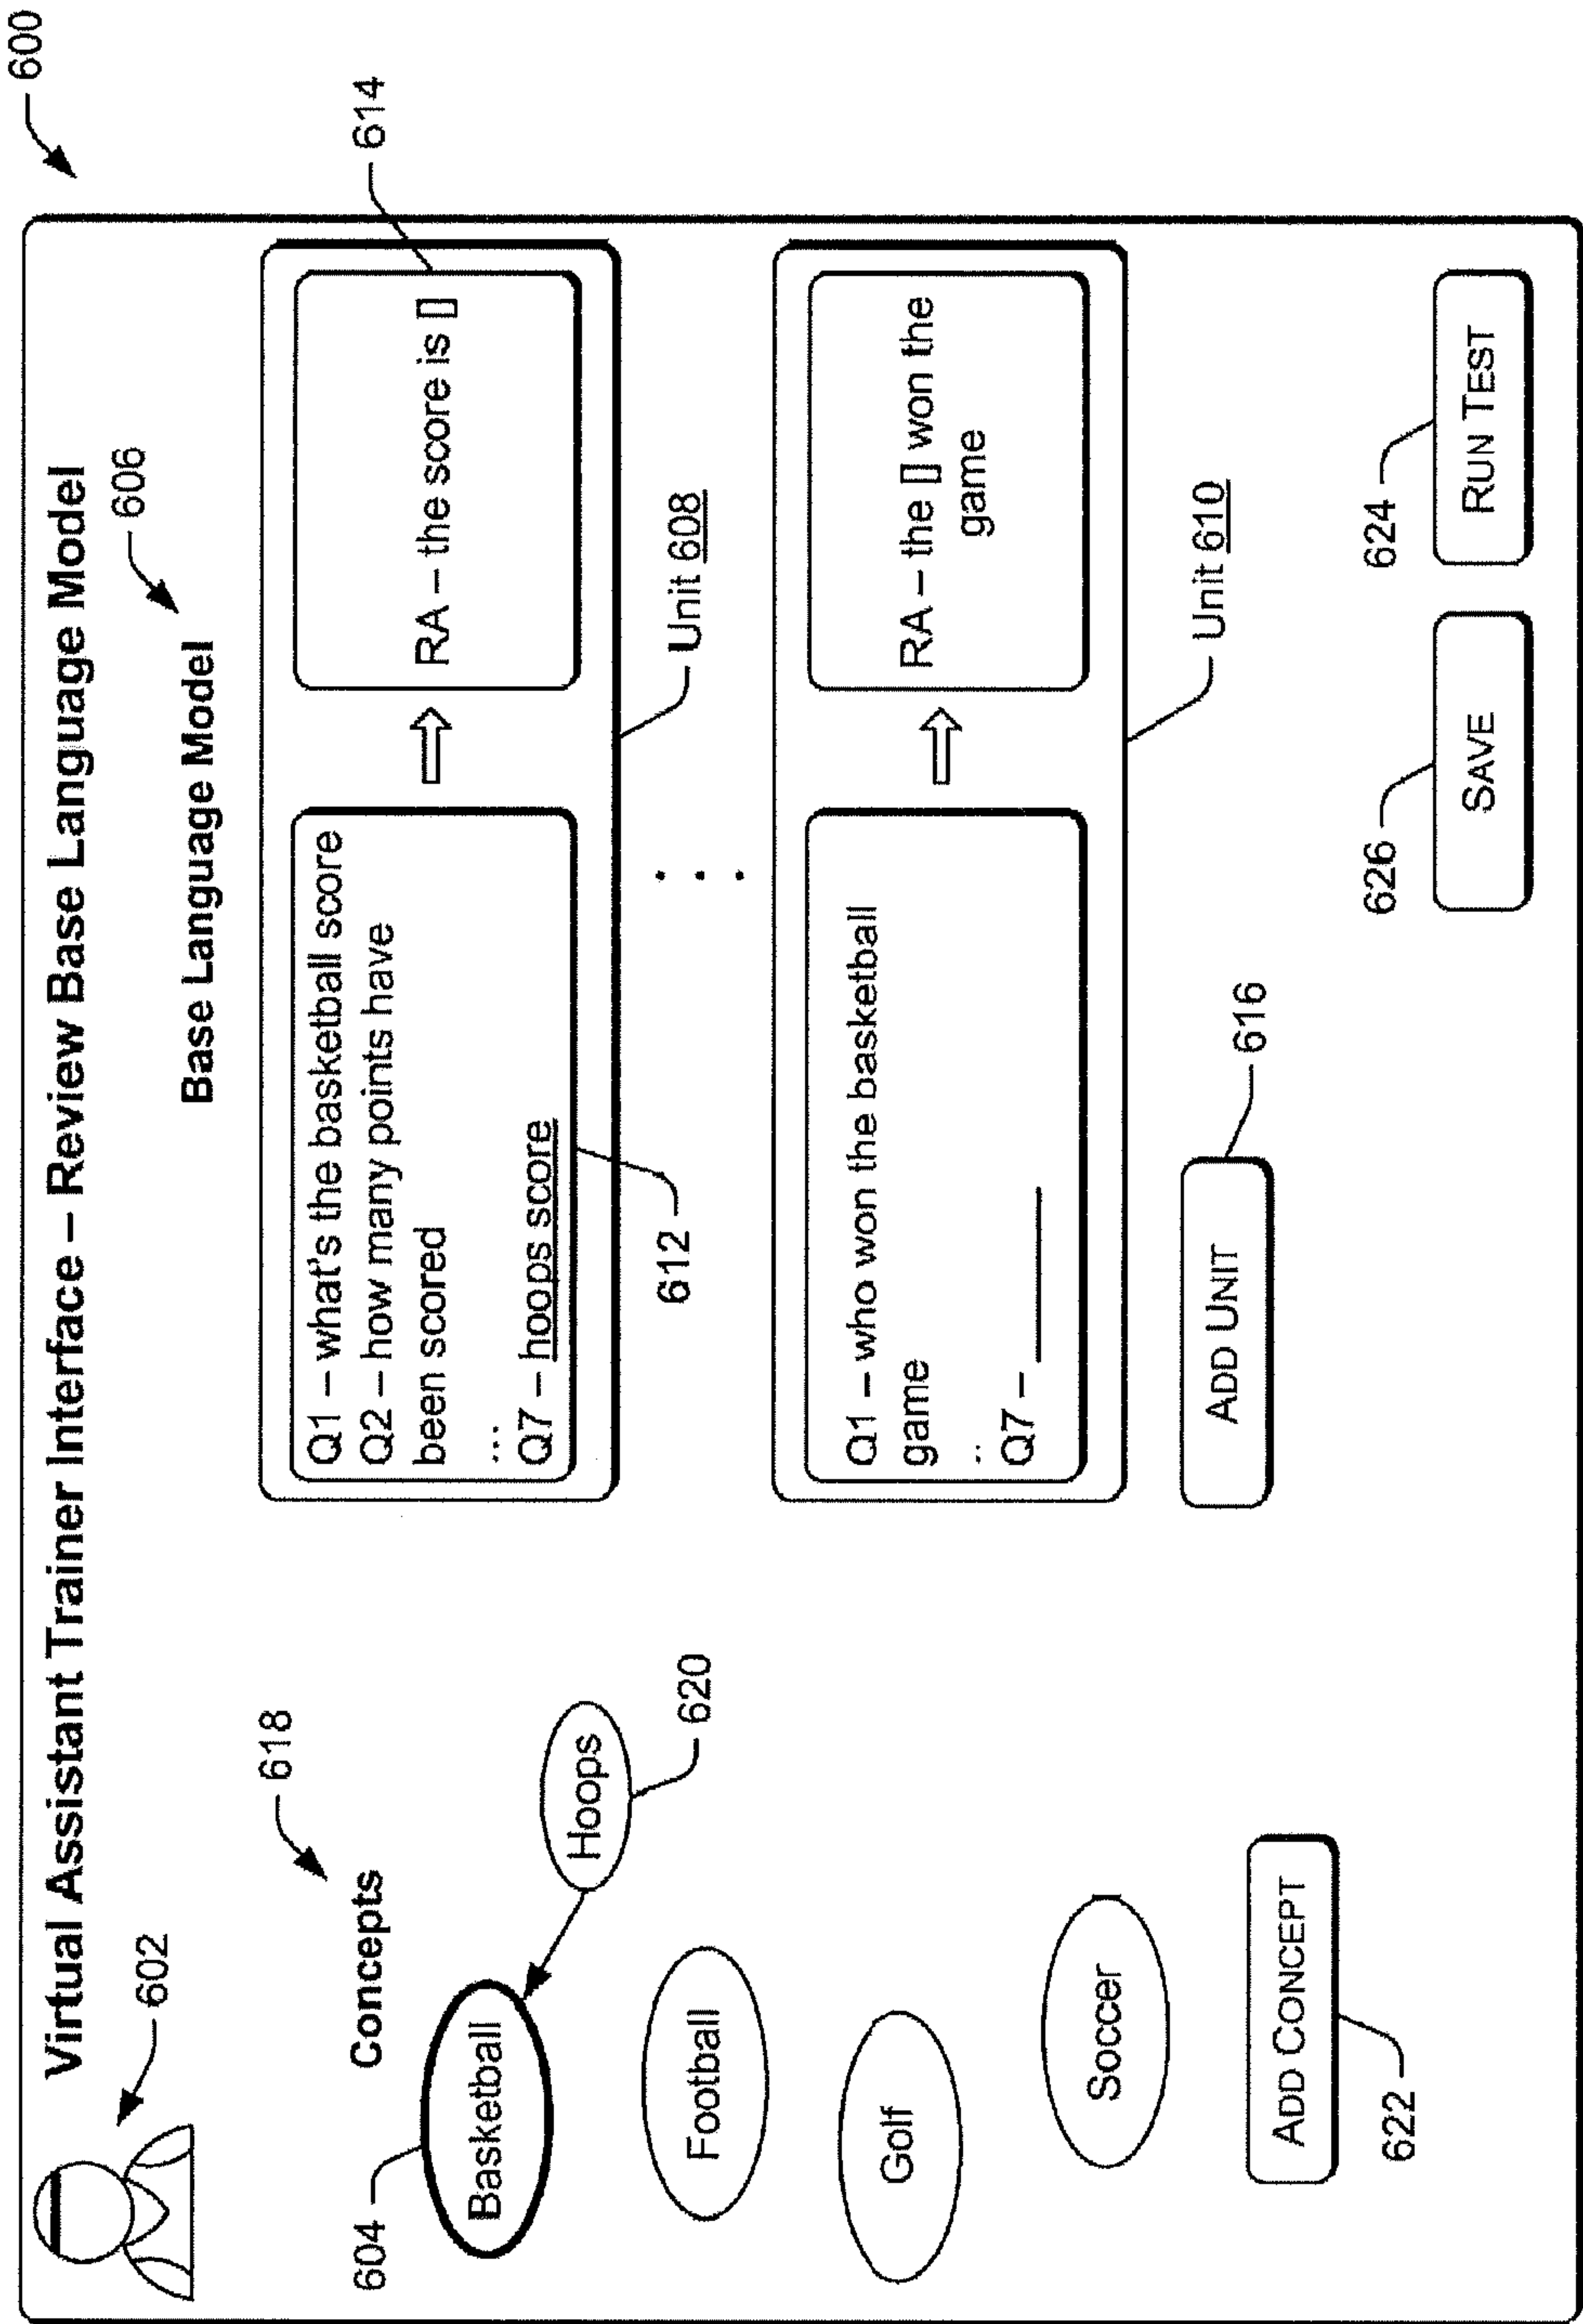 600
Virtual Assistant Trainer Interface – Review Base Language Model
602
618
Concepts
604
Basketball
Hoops
620
Football
Golf
Soccer
ADD CONCEPT
622
606
Base Language Model
Q1 – what's the basketball score
Q2 – how many points have
been scored
...
Q7 – hoops score
612
RA – the score is []
614
Unit 608
Q1 – who won the basketball
game
..
Q7 – ________
RA – the [] won the
game
Unit 610
ADD UNIT
616
626
SAVE
624
RUN TEST